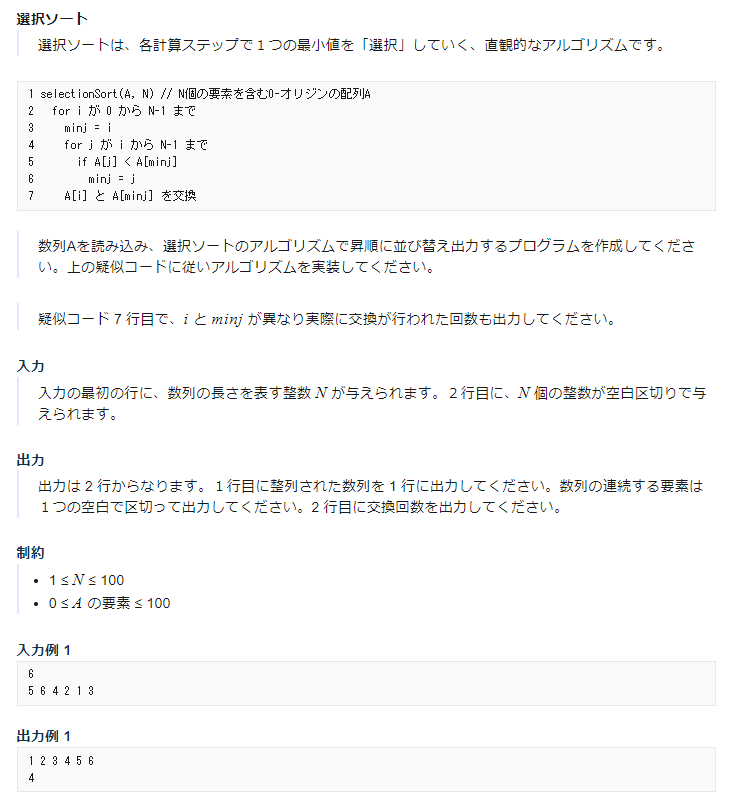 選択ソート
選択ソートは、各計算ステップで１つの最小値を「選択」していく、直観的なアルゴリズムです。
1 selectionSort(A, N) // N個の要素を含む0-オリジンの配列A
2   for i が 0 から N-1 まで
3     minj = i
4     for j が i から N-1 まで
5       if A[j] < A[minj]
6         minj = j
7     A[i] と A[minj] を交換
数列Aを読み込み、選択ソートのアルゴリズムで昇順に並び替え出力するプログラムを作成してくださ
い。上の疑似コードに従いアルゴリズムを実装してください。
疑似コード 7 行目で、i と minj が異なり実際に交換が行われた回数も出力してください。
入力
入力の最初の行に、数列の長さを表す整数 N が与えられます。２行目に、N 個の整数が空白区切りで与
えられます。
出力
出力は 2 行からなります。１行目に整列された数列を 1 行に出力してください。数列の連続する要素は
１つの空白で区切って出力してください。2 行目に交換回数を出力してください。
制約
• 1 ≤ N ≤ 100
• 0 ≤ A の要素 ≤ 100
入力例 1
6
5 6 4 2 1 3
出力例 1
1 2 3 4 5 6
4